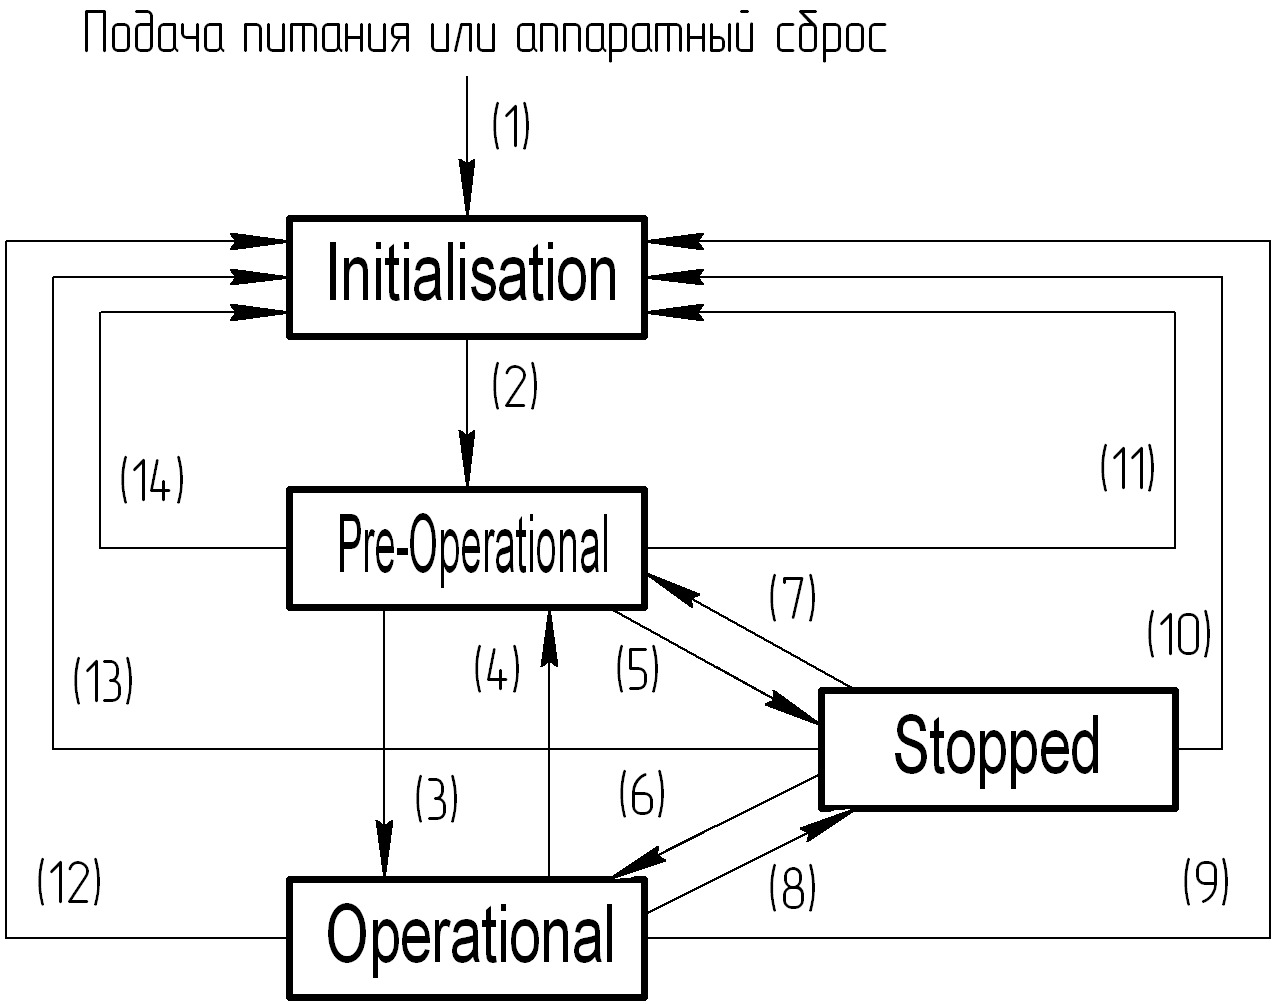 Подача питания или аппаратный сброс
(1)
Initialisation
(2)
(14)
(11)
Pre-Operational
(7)
(10)
(13)
(4)
(5)
Stopped
(3)
(6)
(12)
(8)
(9)
Operational